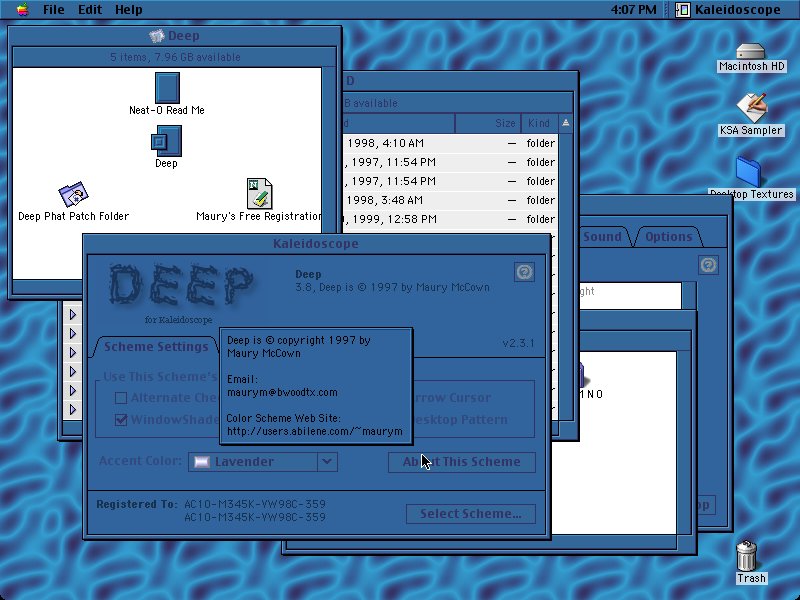 File Edit Help
4:07 PM Kaleidoscope
Deep
5 items, 7.96 GB available
Neat-O Read Me
Deep
Deep Phat Patch Folder
Maury's Free Registration
D
B available
Size Kind
1998, 4:10 AM — folder
, 1997, 11:54 PM — folder
, 1997, 11:54 PM — folder
1998, 3:48 AM — folder
, 1999, 12:58 PM — folder
Macintosh HD
KSA Sampler
Desktop Textures
Sound Options
ght
Kaleidoscope
DEEP
for Kaleidoscope
Deep
3.8, Deep is © 1997 by Maury McCown
v2.3.1
Scheme Settings
Use This Scheme's
Alternate Che
rrow Cursor
WindowShade
esktop Pattern
Deep is © copyright 1997 by
Maury McCown
Email:
maurym@bwoodtx.com
Color Scheme Web Site:
http://users.abilene.com/~maurym
Accent Color: Lavender
About This Scheme
Registered To: AC10-M345K-YW98C-359
AC10-M345K-YW98C-359
Select Scheme...
Trash